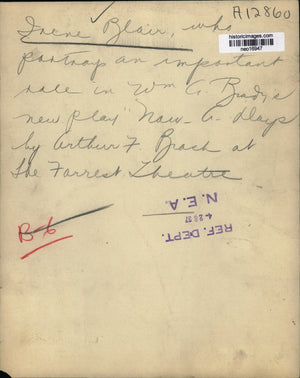 A12860
historicimages.com
neo16947
Irene Blair, who
portrays an important
role in Wm A. Brady's
new play "Now-A-Days
by Arthur F. Brash at
the Forrest Theatre
B-6
REF. DEPT.
N.E.A.